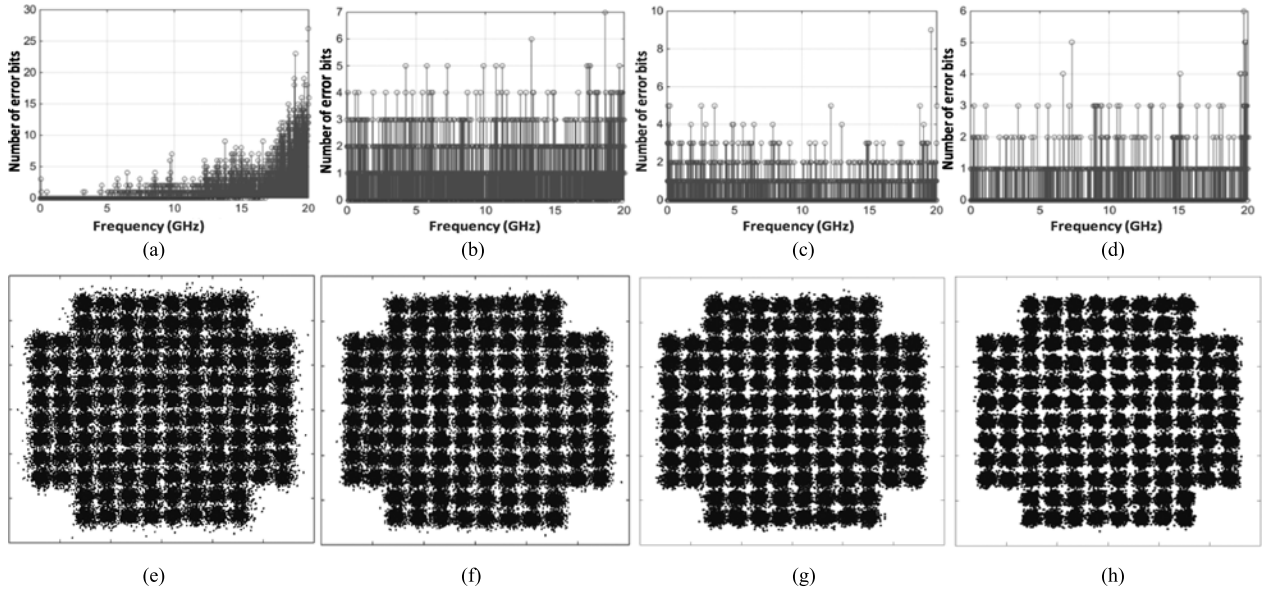 30
25
20
15
10
5
0
0 5 10 15 20
Number of error bits
Frequency (GHz)
(a)
7
6
5
4
3
2
1
0
0 5 10 15 20
Number of error bits
Frequency (GHz)
(b)
10
8
6
4
2
0
0 5 10 15 20
Number of error bits
Frequency (GHz)
(c)
6
5
4
3
2
1
0
0 5 10 15 20
Number of error bits
Frequency (GHz)
(d)
(e)
(f)
(g)
(h)